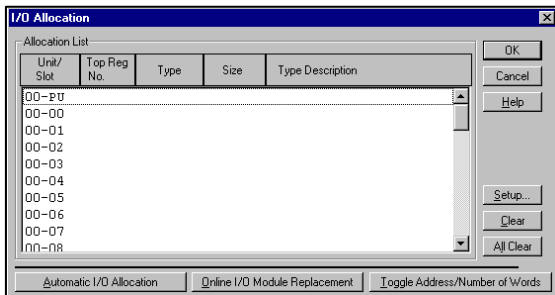 I/O Allocation
Allocation List
Unit/ Slot Top Reg No. Type Size Type Description
00-PU
00-00
00-01
00-02
00-03
00-04
00-05
00-06
00-07
00-08
OK
Cancel
Help
Setup...
Clear
All Clear
Automatic I/O Allocation Online I/O Module Replacement Toggle Address/Number of Words